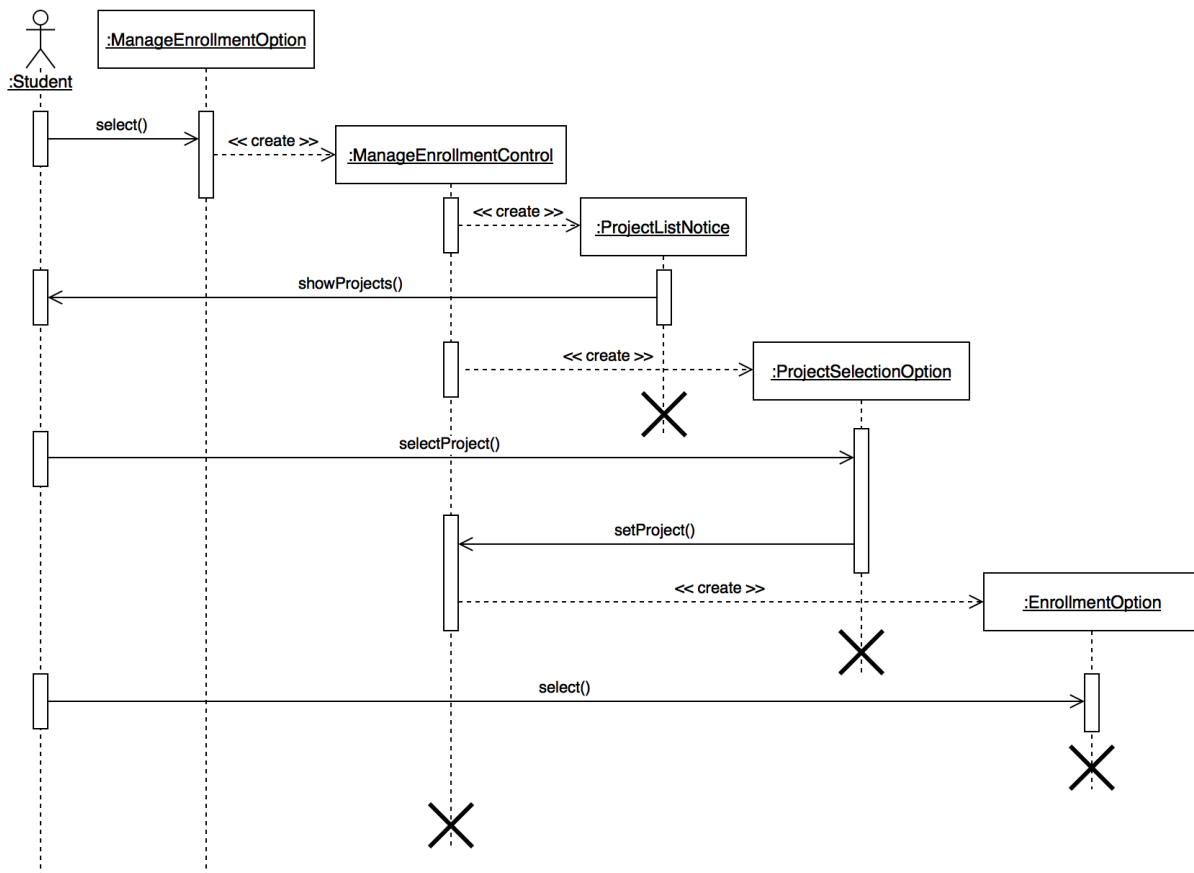 :ManageEnrollmentOption
:Student
select()
<< create >>
:ManageEnrollmentControl
<< create >>
:ProjectListNotice
showProjects()
<< create >>
:ProjectSelectionOption
selectProject()
setProject()
<< create >>
:EnrollmentOption
select()